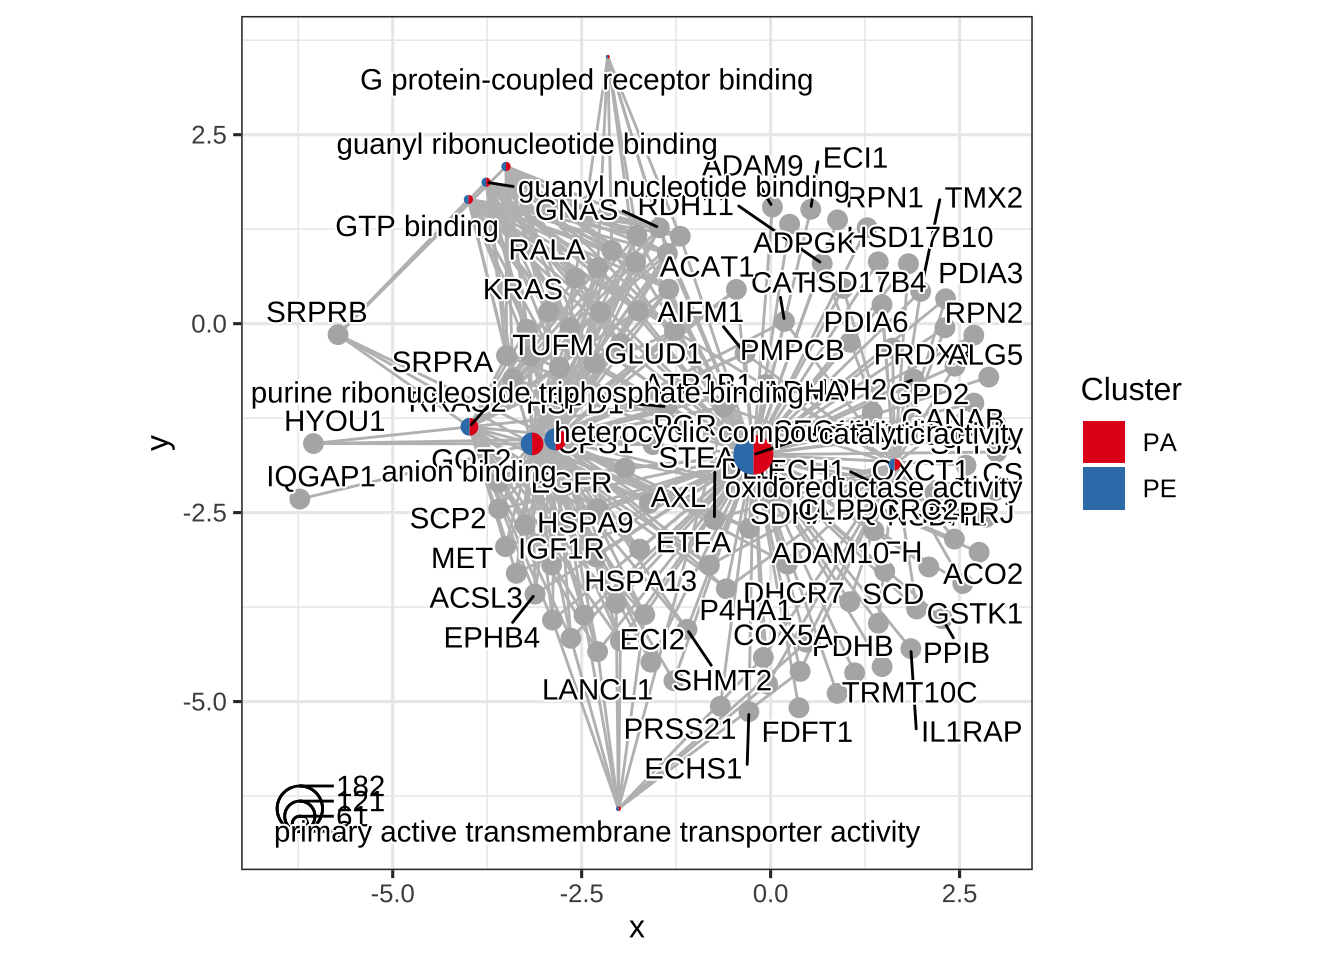 G protein-coupled receptor binding
guanyl ribonucleotide binding
ADAM9
ECI1
guanyl nucleotide binding
RPN1
TMX2
GNAS
RDH11
GTP binding
RALA
ADPGK
HSD17B10
ACAT1
PDIA3
KRAS
CAT
HSD17B4
SRPRB
AIFM1
RPN2
PDIA6
TUFM
GLUD1
PMPCB
ALG5
SRPRA
purine ribonucleoside triphosphate binding
GPD2
HYOU1
GANAB
heterocyclic
catalytic activity
IQGAP1
anion binding
GOT2
STEA
OXCT1
CS
oxidoreductase activity
AXL
SCP2
HSPA9
MET
IGF1R
ETFA
ADAM10
HSPA13
ACO2
ACSL3
DHCR7
SCD
P4HA1
GSTK1
EPHB4
ECI2
COX5A
PDHB
PPIB
LANCL1
SHMT2
TRMT10C
PRSS21
FDFT1
IL1RAP
ECHS1
182
121
61
primary active transmembrane transporter activity
2.5
0.0
-2.5
-5.0
y
-5.0
-2.5
0.0
2.5
x
Cluster
PA
PE